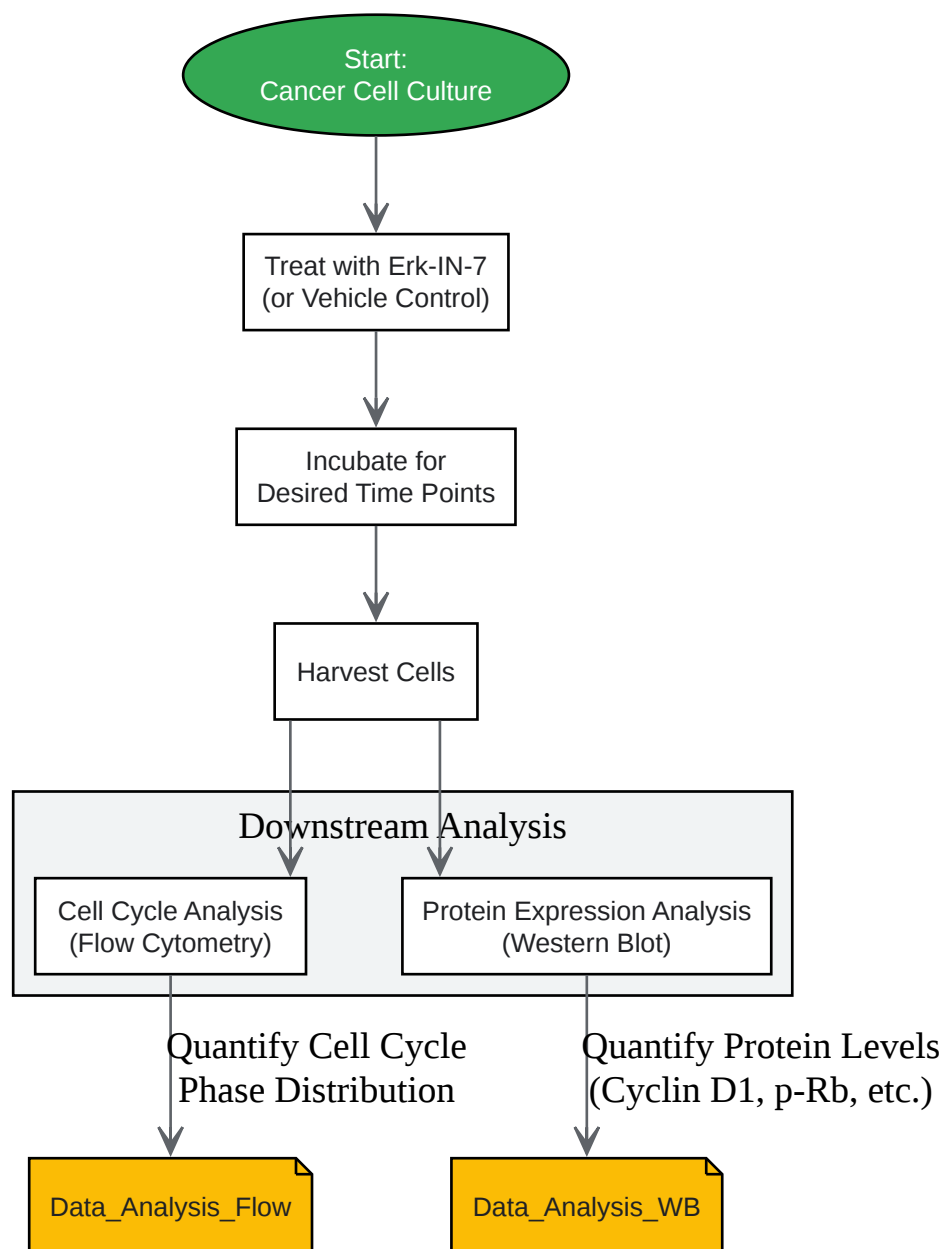 Start:
Cancer Cell Culture
Treat with Erk-IN-7
(or Vehicle Control)
Incubate for
Desired Time Points
Harvest Cells
Downstream Analysis
Cell Cycle Analysis
(Flow Cytometry)
Protein Expression Analysis
(Western Blot)
Quantify Cell Cycle
Phase Distribution
Quantify Protein Levels
(Cyclin D1, p-Rb, etc.)
Data_Analysis_Flow
Data_Analysis_WB